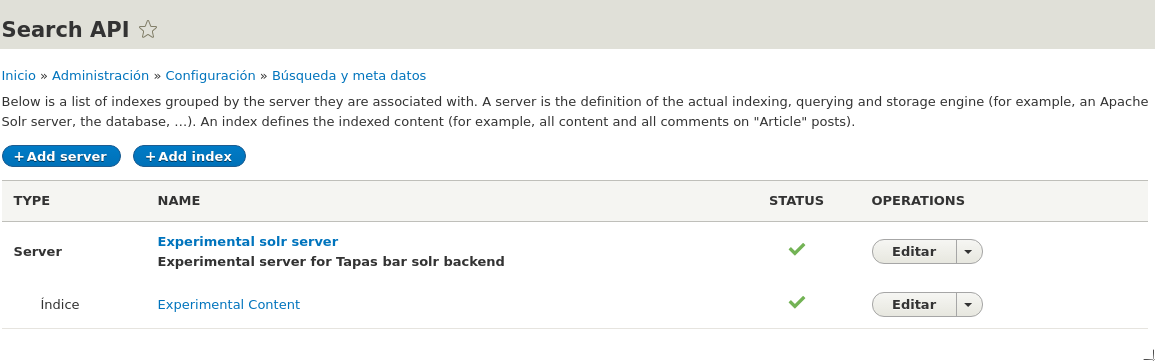 Search API
Inicio » Administración » Configuración » Búsqueda y meta datos
Below is a list of indexes grouped by the server they are associated with. A server is the definition of the actual indexing, querying and storage engine (for example, an Apache
Solr server, the database, …). An index defines the indexed content (for example, all content and all comments on "Article" posts).
+ Add server + Add index
TYPE NAME STATUS OPERATIONS
Server Experimental solr server Editar
Experimental server for Tapas bar solr backend
Índice Experimental Content Editar